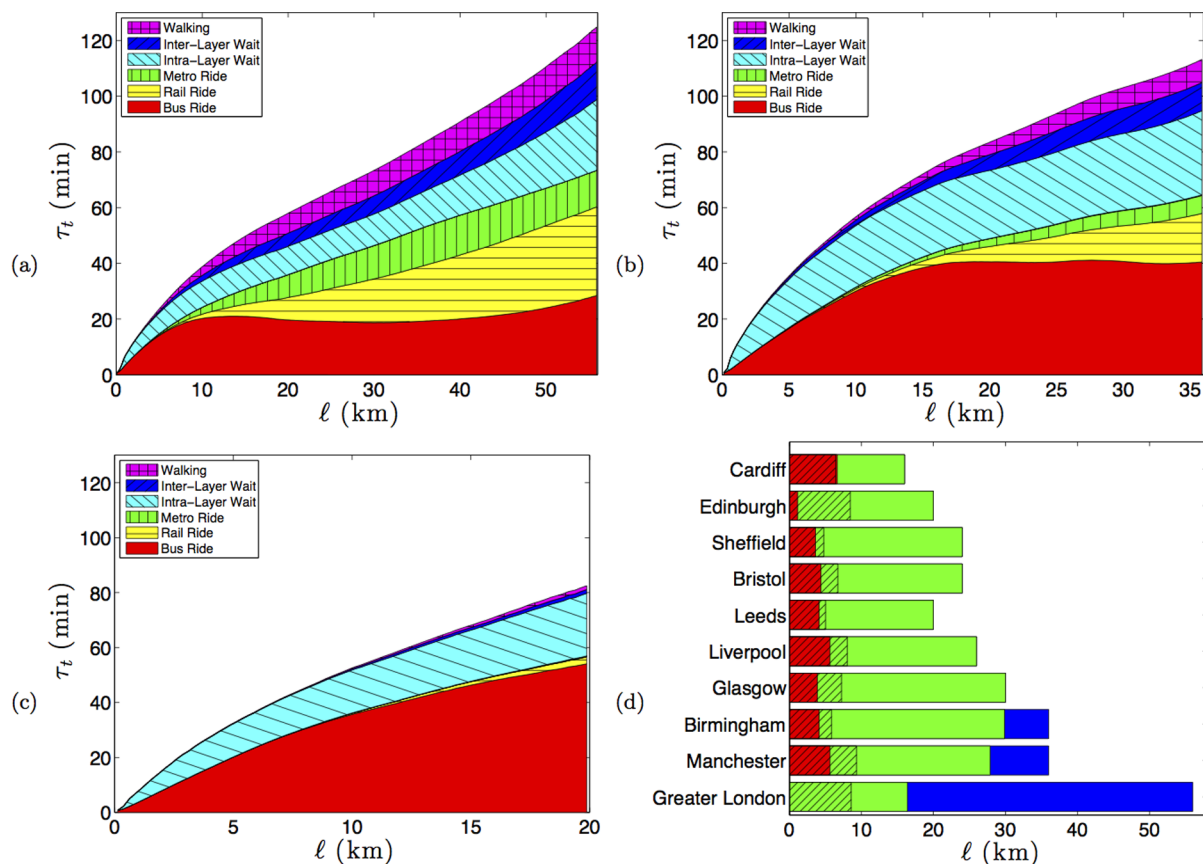 120
100
80
60
40
20
0
τt (min)
Walking
Inter-Layer Wait
Intra-Layer Wait
Metro Ride
Rail Ride
Bus Ride
0 10 20 30 40 50
ℓ (km)
(a)
120
100
80
60
40
20
0
τt (min)
Walking
Inter-Layer Wait
Intra-Layer Wait
Metro Ride
Rail Ride
Bus Ride
0 5 10 15 20 25 30 35
ℓ (km)
(b)
120
100
80
60
40
20
0
τt (min)
Walking
Inter-Layer Wait
Intra-Layer Wait
Metro Ride
Rail Ride
Bus Ride
0 5 10 15 20
ℓ (km)
(c)
Cardiff
Edinburgh
Sheffield
Bristol
Leeds
Liverpool
Glasgow
Birmingham
Manchester
Greater London
0 10 20 30 40 50
ℓ (km)
(d)